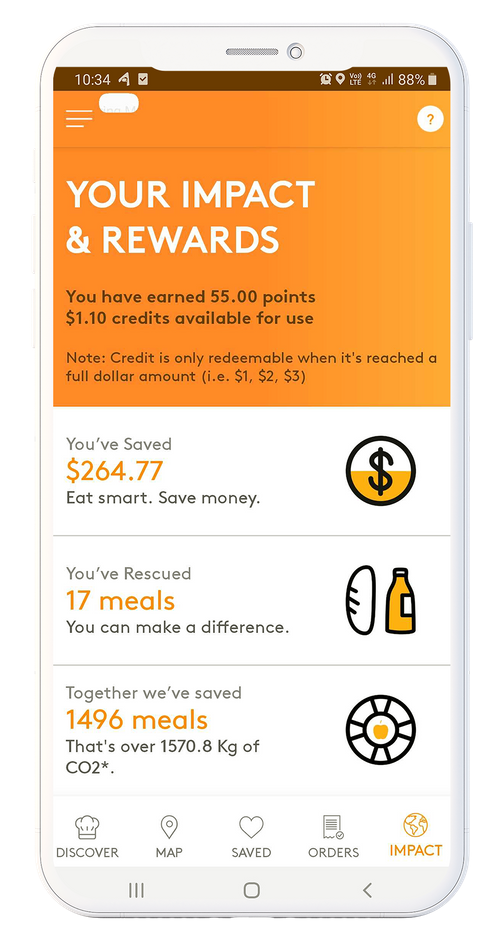 10:34 Vo)) LTE 4G 88%
?
YOUR IMPACT
& REWARDS
You have earned 55.00 points
$1.10 credits available for use
Note: Credit is only redeemable when it's reached a
full dollar amount (i.e. $1, $2, $3)
You’ve Saved
$264.77
$
Eat smart. Save money.
You’ve Rescued
17 meals
You can make a difference.
Together we’ve saved
1496 meals
That's over 1570.8 Kg of
CO2*.
DISCOVER MAP SAVED ORDERS IMPACT